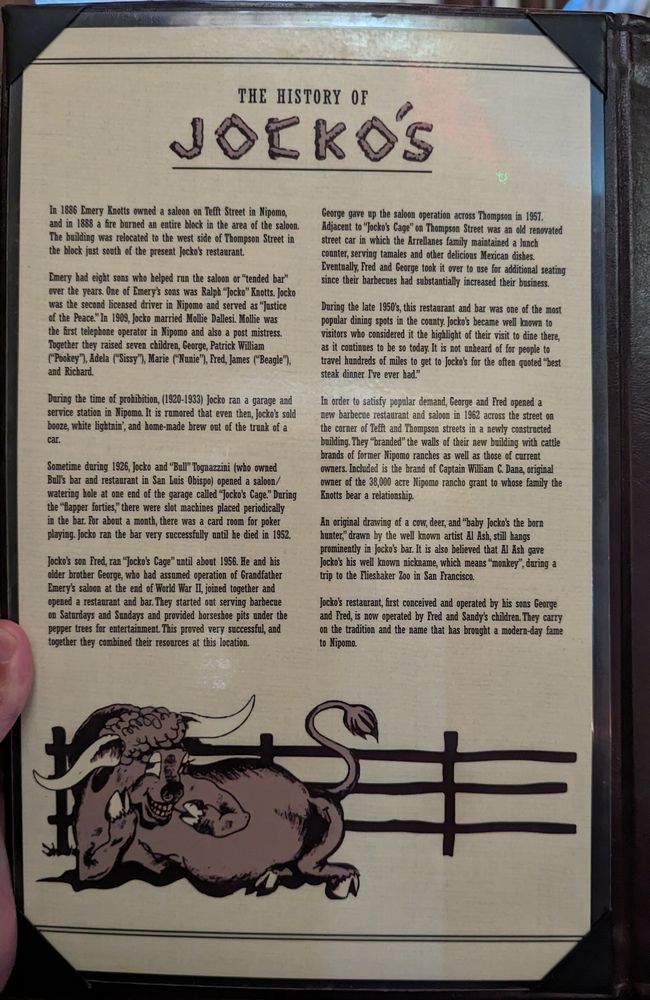 THE HISTORY OF
JOCKO'S
In 1886 Emery Knotts owned a saloon on Tefft Street in Nipomo,
and in 1888 a fire burned an entire block in the area of the saloon.
The building was relocated to the west side of Thompson Street in
the block just south of the present Jocko's restaurant.
Emery had eight sons who helped run the saloon or "tended bar"
over the years. One of Emery's sons was Ralph "Jocko" Knotts. Jocko
was the second licensed driver in Nipomo and served as "Justice
of the Peace." In 1909, Jocko married Mollie Dallesi. Mollie was
the first telephone operator in Nipomo and also a post mistress.
Together they raised seven children, George, Patrick William
("Pookey"), Adela ("Sissy"), Marie ("Nunie"), Fred, James ("Beagle"),
and Richard.
During the time of prohibition, (1920-1933) Jocko ran a garage and
service station in Nipomo. It is rumored that even then, Jocko's sold
booze, white lightnin', and home-made brew out of the trunk of a
car.
Sometime during 1926, Jocko and "Bull" Tognazzini (who owned
Bull's bar and restaurant in San Luis Obispo) opened a saloon/
watering hole at one end of the garage called "Jocko's Cage." During
the "flapper forties," there were slot machines placed periodically
in the bar. For about a month, there was a card room for poker
playing. Jocko ran the bar very successfully until he died in 1952.
Jocko's son Fred, ran "Jocko's Cage" until about 1956. He and his
older brother George, who had assumed operation of Grandfather
Emery's saloon at the end of World War II, joined together and
opened a restaurant and bar. They started out serving barbecue
on Saturdays and Sundays and provided horseshoe pits under the
pepper trees for entertainment. This proved very successful, and
together they combined their resources at this location.
George gave up the saloon operation across Thompson in 1957.
Adjacent to "Jocko's Cage" on Thompson Street was an old renovated
street car in which the Arrellanes family maintained a lunch
counter, serving tamales and other delicious Mexican dishes.
Eventually, Fred and George took it over to use for additional seating
since their barbecues had substantially increased their business.
During the late 1950's, this restaurant and bar was one of the most
popular dining spots in the county. Jocko's became well known to
visitors who considered it the highlight of their visit to dine there,
as it continues to be so today. It is not unheard of for people to
travel hundreds of miles to get to Jocko's for the often quoted "best
steak dinner I've ever had."
In order to satisfy popular demand, George and Fred opened a
new barbecue restaurant and saloon in 1962 across the street on
the corner of Tefft and Thompson streets in a newly constructed
building. They "branded" the walls of their new building with cattle
brands of former Nipomo ranches as well as those of current
owners. Included is the brand of Captain William C. Dana, original
owner of the 38,000 acre Nipomo rancho grant to whose family the
Knotts bear a relationship.
An original drawing of a cow, deer, and "baby Jocko's the born
hunter," drawn by the well known artist Al Ash, still hangs
prominently in Jocko's bar. It is also believed that Al Ash gave
Jocko's his well known nickname, which means "monkey", during a
trip to the Flieshaker Zoo in San Francisco.
Jocko's restaurant, first conceived and operated by his sons George
and Fred, is now operated by Fred and Sandy's children. They carry
on the tradition and the name that has brought a modern-day fame
to Nipomo.